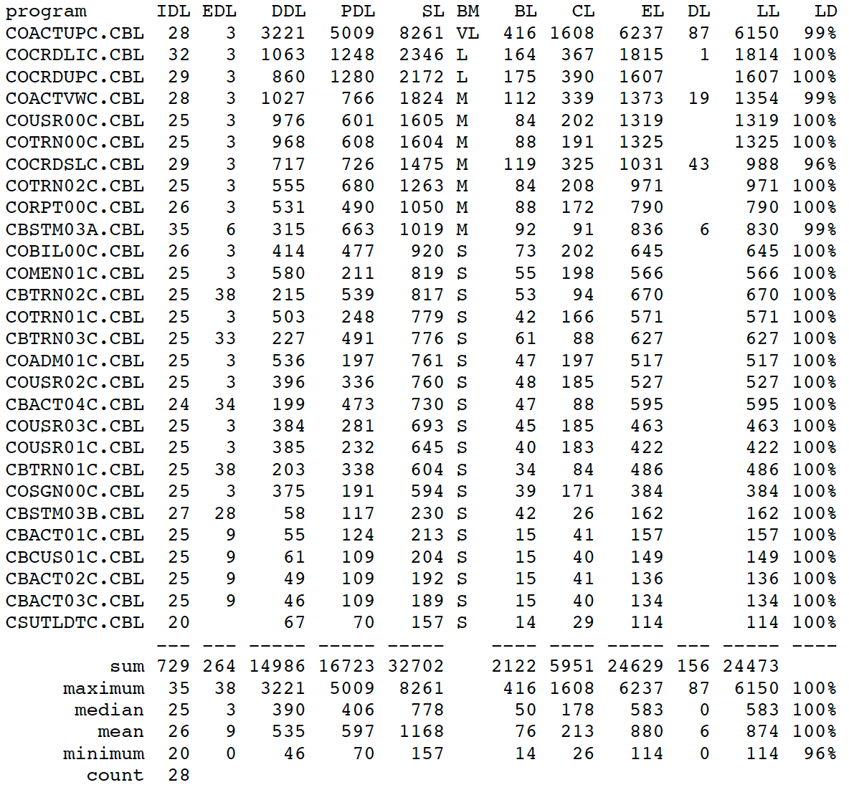 program IDL EDL DDL PDL SL BM BL CL EL DL LL LD
COACTUPC.CBL 28 3 3221 5009 8261 VL 416 1608 6237 87 6150 99%
COCRDLIC.CBL 32 3 1063 1248 2346 L 164 367 1815 1 1814 100%
COCRDUPC.CBL 29 3 860 1280 2172 L 175 390 1607 1607 100%
COACTVWC.CBL 28 3 1027 766 1824 M 112 339 1373 19 1354 99%
COUSR00C.CBL 25 3 976 601 1605 M 84 202 1319 1319 100%
COTRN00C.CBL 25 3 968 608 1604 M 88 191 1325 1325 100%
COCRDSLC.CBL 29 3 717 726 1475 M 119 325 1031 43 988 96%
COTRN02C.CBL 25 3 555 680 1263 M 84 208 971 971 100%
CORPT00C.CBL 26 3 531 490 1050 M 88 172 790 790 100%
CBSTM03A.CBL 35 6 315 663 1019 M 92 91 836 6 830 99%
COBIL00C.CBL 26 3 414 477 920 S 73 202 645 645 100%
COMEN01C.CBL 25 3 580 211 819 S 55 198 566 566 100%
CBTRN02C.CBL 25 38 215 539 817 S 53 94 670 670 100%
COTRN01C.CBL 25 3 503 248 779 S 42 166 571 571 100%
CBTRN03C.CBL 25 33 227 491 776 S 61 88 627 627 100%
COADM01C.CBL 25 3 536 197 761 S 47 197 517 517 100%
COUSR02C.CBL 25 3 396 336 760 S 48 185 527 527 100%
CBACT04C.CBL 24 34 199 473 730 S 47 88 595 595 100%
COUSR03C.CBL 25 3 384 281 693 S 45 185 463 463 100%
COUSR01C.CBL 25 3 385 232 645 S 40 183 422 422 100%
CBTRN01C.CBL 25 38 203 338 604 S 34 84 486 486 100%
COSGN00C.CBL 25 3 375 191 594 S 39 171 384 384 100%
CBSTM03B.CBL 27 28 58 117 230 S 42 26 162 162 100%
CBACT01C.CBL 25 9 55 124 213 S 15 41 157 157 100%
CBCUS01C.CBL 25 9 61 109 204 S 15 40 149 149 100%
CBACT02C.CBL 25 9 49 109 192 S 15 41 136 136 100%
CBACT03C.CBL 25 9 46 109 189 S 15 40 134 134 100%
CSUTLDTC.CBL 20 67 70 157 S 14 29 114 114 100%
--- --- ----- ----- ----- ---- ---- ----- --- ----- ----
sum 729 264 14986 16723 32702 2122 5951 24629 156 24473
maximum 35 38 3221 5009 8261 416 1608 6237 87 6150 100%
median 25 3 390 406 778 50 178 583 0 583 100%
mean 26 9 535 597 1168 76 213 880 6 874 100%
minimum 20 0 46 70 157 14 26 114 0 114 96%
count 28